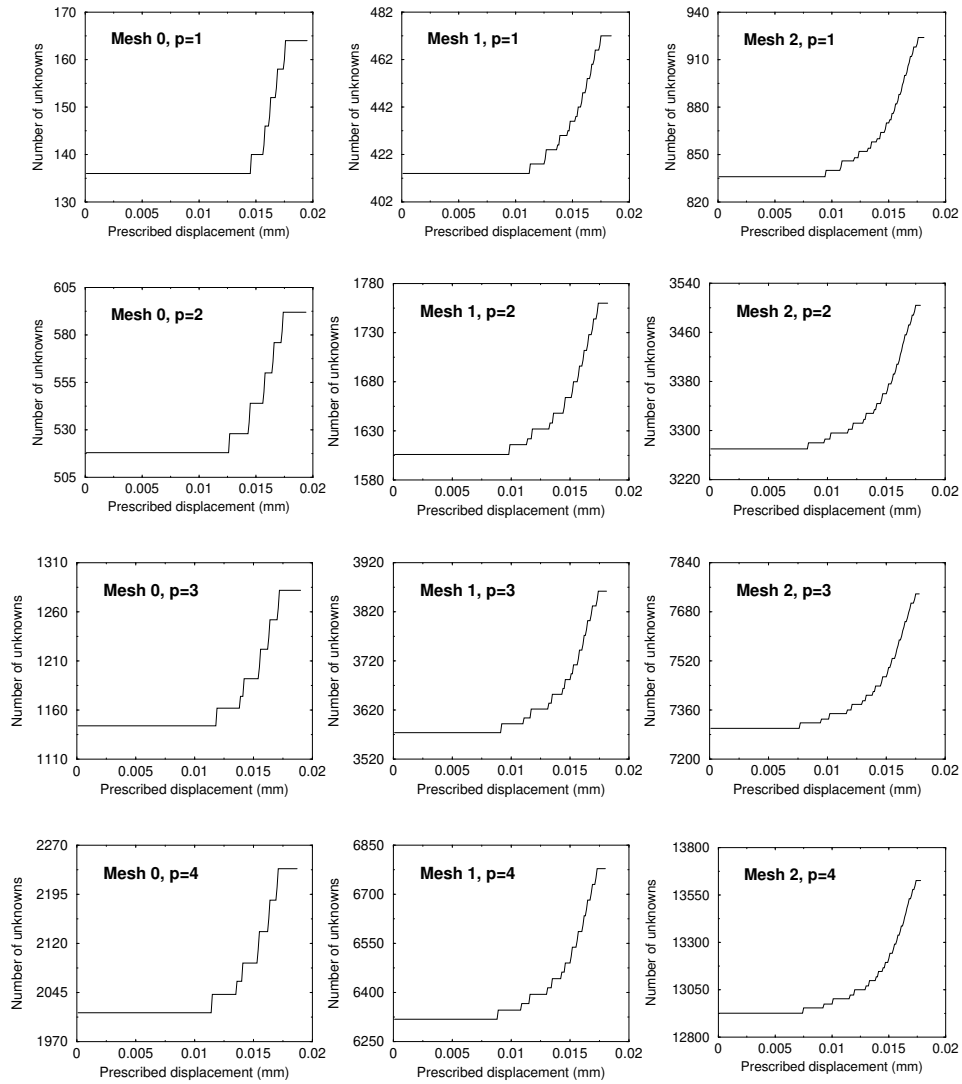 Mesh 0, p=1
Number of unknowns
170
160
150
140
130
0 0.005 0.01 0.015 0.02
Prescribed displacement (mm)
Mesh 1, p=1
Number of unknowns
482
462
442
422
402
0 0.005 0.01 0.015 0.02
Prescribed displacement (mm)
Mesh 2, p=1
Number of unknowns
940
910
880
850
820
0 0.005 0.01 0.015 0.02
Prescribed displacement (mm)
Mesh 0, p=2
Number of unknowns
605
580
555
530
505
0 0.005 0.01 0.015 0.02
Prescribed displacement (mm)
Mesh 1, p=2
Number of unknowns
1780
1730
1680
1630
1580
0 0.005 0.01 0.015 0.02
Prescribed displacement (mm)
Mesh 2, p=2
Number of unknowns
3540
3460
3380
3300
3220
0 0.005 0.01 0.015 0.02
Prescribed displacement (mm)
Mesh 0, p=3
Number of unknowns
1310
1260
1210
1160
1110
0 0.005 0.01 0.015 0.02
Prescribed displacement (mm)
Mesh 1, p=3
Number of unknowns
3920
3820
3720
3620
3520
0 0.005 0.01 0.015 0.02
Prescribed displacement (mm)
Mesh 2, p=3
Number of unknowns
7840
7680
7520
7360
7200
0 0.005 0.01 0.015 0.02
Prescribed displacement (mm)
Mesh 0, p=4
Number of unknowns
2270
2195
2120
2045
1970
0 0.005 0.01 0.015 0.02
Prescribed displacement (mm)
Mesh 1, p=4
Number of unknowns
6850
6700
6550
6400
6250
0 0.005 0.01 0.015 0.02
Prescribed displacement (mm)
Mesh 2, p=4
Number of unknowns
13800
13550
13300
13050
12800
0 0.005 0.01 0.015 0.02
Prescribed displacement (mm)